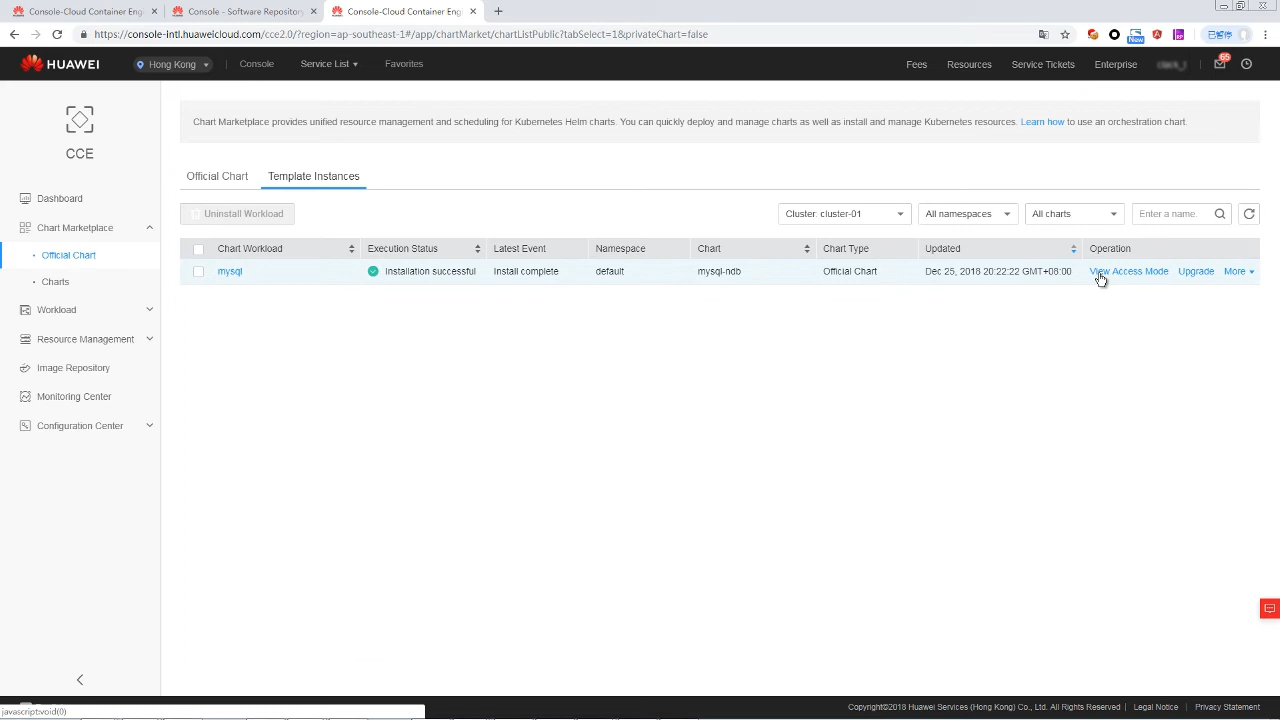 Console-Cloud Container Engi
Console - Software Repository
Console-Cloud Container Engi
https://console-intl.huaweicloud.com/cce2.0/?region=ap-southeast-1#/app/chartMarket/chartListPublic?tabSelect=1&privateChart=false
New
已暂停
HUAWEI
Hong Kong
Console
Service List
Favorites
Fees
Resources
Service Tickets
Enterprise
65
CCE
Dashboard
Chart Marketplace
Official Chart
Charts
Workload
Resource Management
Image Repository
Monitoring Center
Configuration Center
Chart Marketplace provides unified resource management and scheduling for Kubernetes Helm charts. You can quickly deploy and manage charts as well as install and manage Kubernetes resources. Learn how to use an orchestration chart.
Official Chart
Template Instances
Uninstall Workload
Cluster: cluster-01
All namespaces
All charts
Enter a name.
Chart Workload
Execution Status
Latest Event
Namespace
Chart
Chart Type
Updated
Operation
mysql
Installation successful
Install complete
default
mysql-ndb
Official Chart
Dec 25, 2018 20:22:22 GMT+08:00
View Access Mode
Upgrade
More
javascript:void(0)
Copyright©2018 Huawei Services (Hong Kong) Co., Ltd. All Rights Reserved
Legal Notice
Privacy Statement